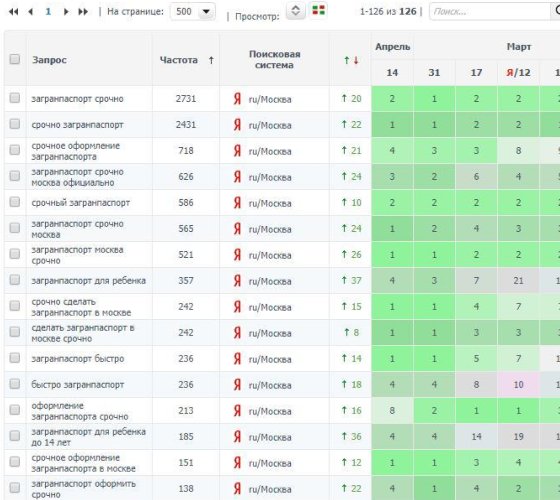 1 | На странице: 500 | Просмотр: 1-126 из 126 | Поиск...
Запрос Частота ↑ Поисковая система ↑↓ Апрель Март
14 31 17 Я/12
загранпаспорт срочно 2731 Я ru/Москва ↑ 20 2 1 2 2
срочно загранпаспорт 2431 Я ru/Москва ↑ 22 1 1 2 2
срочное оформление загранпаспорта 718 Я ru/Москва ↑ 21 4 3 3 8
загранпаспорт срочно москва официально 626 Я ru/Москва ↑ 24 3 2 6 4
срочный загранпаспорт 586 Я ru/Москва ↑ 10 2 2 2 2
загранпаспорт срочно москва 565 Я ru/Москва ↑ 24 1 2 4 3
загранпаспорт москва срочно 521 Я ru/Москва ↑ 26 1 1 2 2
загранпаспорт для ребенка 357 Я ru/Москва ↑ 37 4 3 7 21
срочно сделать загранпаспорт в москве 242 Я ru/Москва ↑ 15 1 1 4 7
сделать загранпаспорт в москве срочно 242 Я ru/Москва ↑ 8 1 1 3 3
загранпаспорт быстро 236 Я ru/Москва ↑ 14 1 1 5 7
быстро загранпаспорт 236 Я ru/Москва ↑ 18 4 4 8 10
оформление загранпаспорта срочно 213 Я ru/Москва ↑ 16 8 2 1 1
загранпаспорт для ребенка до 14 лет 185 Я ru/Москва ↑ 36 4 4 14 19
срочное оформление загранпаспорта в москве 151 Я ru/Москва ↑ 12 1 1 3 4
загранпаспорт оформить срочно 138 Я ru/Москва ↑ 22 4 1 4 2